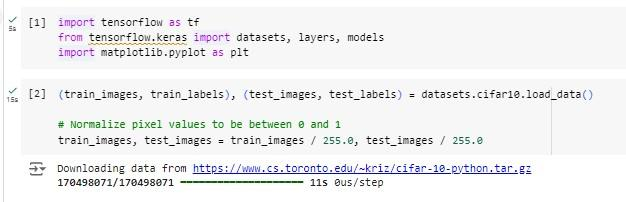 [1] import tensorflow as tf
from tensorflow.keras import datasets, layers, models
import matplotlib.pyplot as plt
5s
[2] (train_images, train_labels), (test_images, test_labels) = datasets.cifar10.load_data()
15s
# Normalize pixel values to be between 0 and 1
train_images, test_images = train_images / 255.0, test_images / 255.0
Downloading data from https://www.cs.toronto.edu/~kriz/cifar-10-python.tar.gz
170498071/170498071 ━━━━━━━━━━━━━━━━━━━━ 11s 0us/step